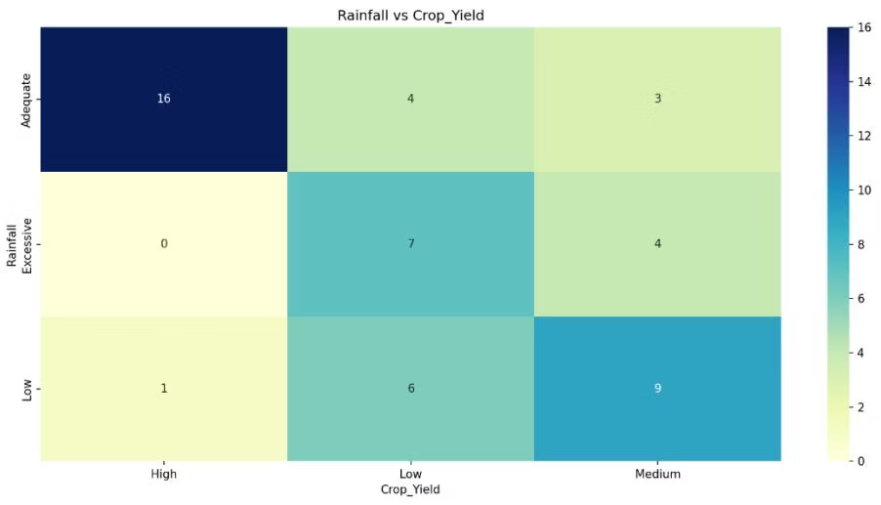 Rainfall vs Crop_Yield
Rainfall
Adequate
16 4 3
Excessive
0 7 4
Low
1 6 9
High Low Medium
Crop_Yield
16
14
12
10
8
6
4
2
0